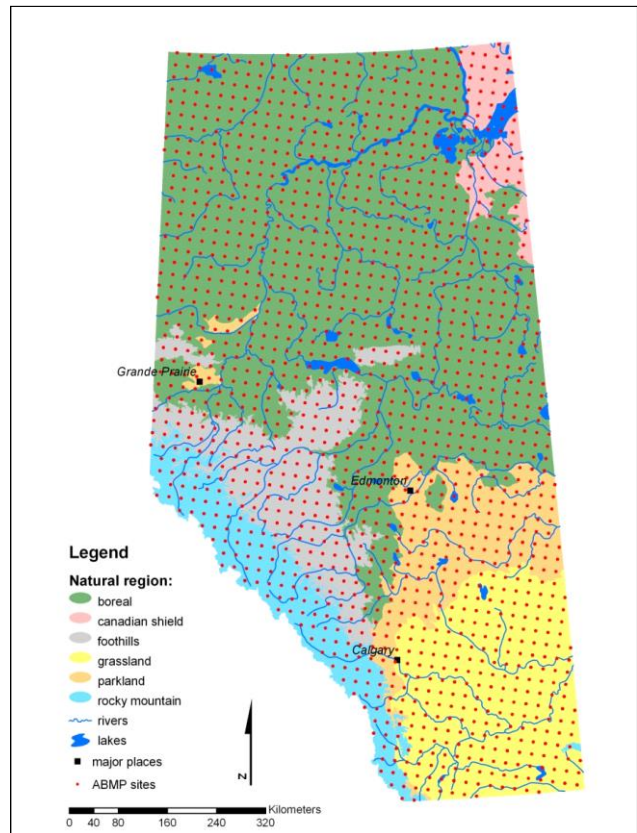 Grande Prairie
Edmonton
Calgary
Legend
Natural region:
boreal
canadian shield
foothills
grassland
parkland
rocky mountain
rivers
lakes
major places
ABMP sites
N
Kilometers
0 40 80 160 240 320